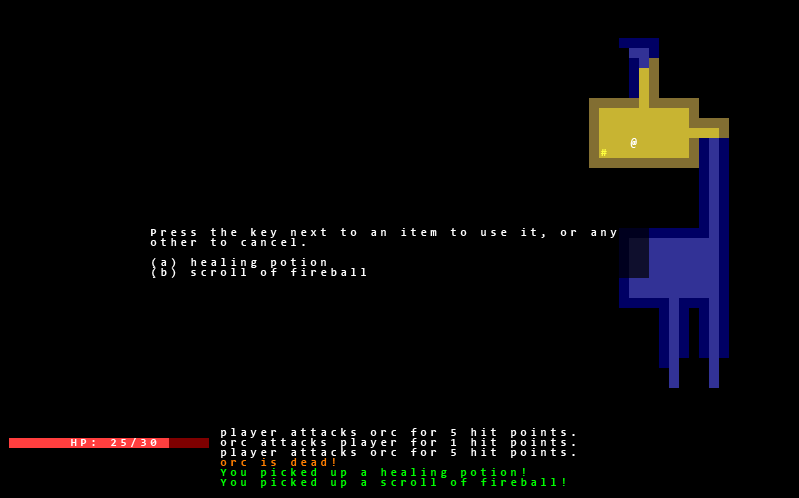 @
#
Press the key next to an item to use it, or any
other to cancel.
(a) healing potion
(b) scroll of fireball
player attacks orc for 5 hit points.
HP: 25/30
orc attacks player for 1 hit points.
player attacks orc for 5 hit points.
orc is dead!
You picked up a healing potion!
You picked up a scroll of fireball!